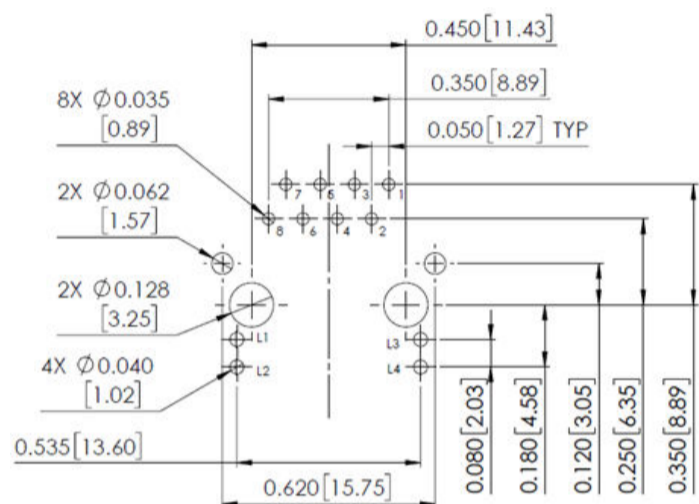 0.450[11.43]
8X Ø0.035
[0.89]
0.350[8.89]
0.050[1.27] TYP
2X Ø0.062
[1.57]
7 5 3 1
8 6 4 2
2X Ø0.128
[3.25]
L1 L3
L2 L4
4X Ø0.040
[1.02]
0.535[13.60]
0.620[15.75]
0.080[2.03]
0.180[4.58]
0.120[3.05]
0.250[6.35]
0.350[8.89]